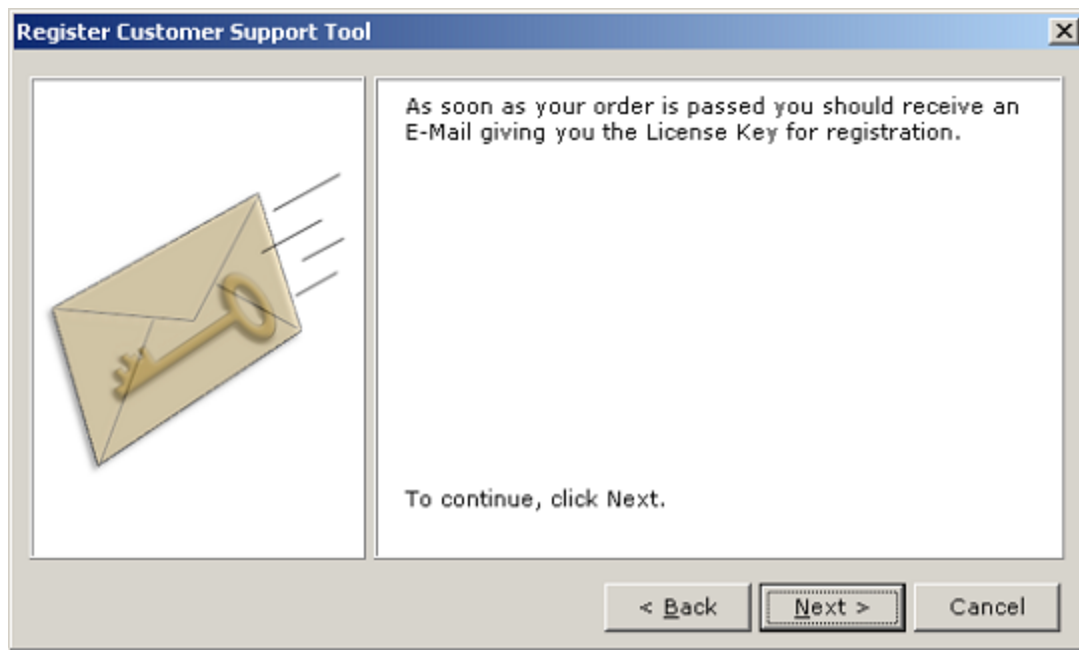 Register Customer Support Tool
As soon as your order is passed you should receive an
E-Mail giving you the License Key for registration.
To continue, click Next.
< Back
Next >
Cancel